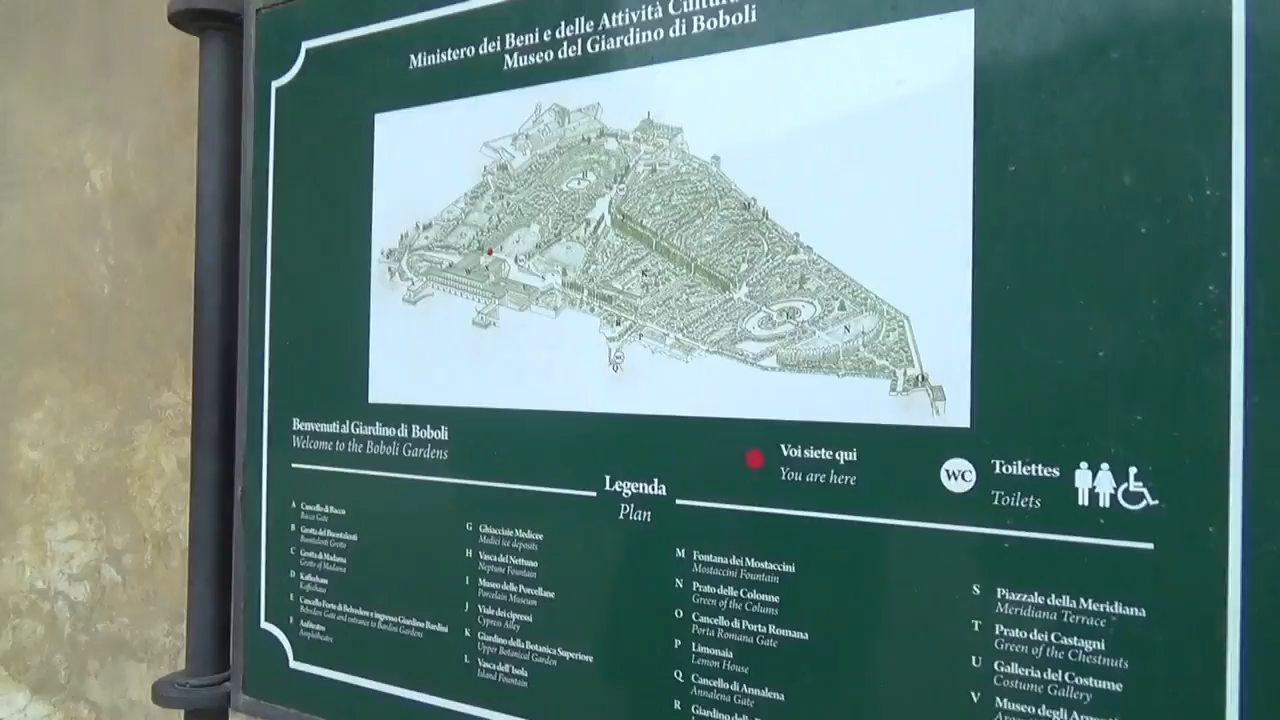 Ministero dei Beni e delle Attività
Museo del Giardino di Boboli
Benvenuti al Giardino di Boboli
Welcome to the Boboli Gardens
Voi siete qui
You are here
WC
Toilettes
Toilets
Legenda
Plan
A Cancello di Bacco
Bacco Gate
B Grotta del Buontalenti
Buontalenti Grotto
C Grotta di Madama
Grotto of Madama
D Kaffeehaus
Kaffeehaus
E Cancello Forte di Belvedere e ingresso Giardino Bardini
Belvedere Gate and entrance to Bardini Gardens
F Anfiteatro
Amphitheatre
G Ghiacciaie Medicee
Medici ice deposits
H Vasca del Nettuno
Neptune Fountain
I Museo delle Porcellane
Porcelain Museum
J Viale dei cipressi
Cypress Alley
K Giardino della Botanica Superiore
Upper Botanical Garden
L Vasca dell'Isola
Island Fountain
M Fontana dei Mostaccini
Mostaccini Fountain
N Prato delle Colonne
Green of the Colums
O Cancello di Porta Romana
Porta Romana Gate
P Limonaia
Lemon House
Q Cancello di Annalena
Annalena Gate
R Giardino
S Piazzale della Meridiana
Meridiana Terrace
T Prato dei Castagni
Green of the Chestnuts
U Galleria del Costume
Costume Gallery
V Museo degli